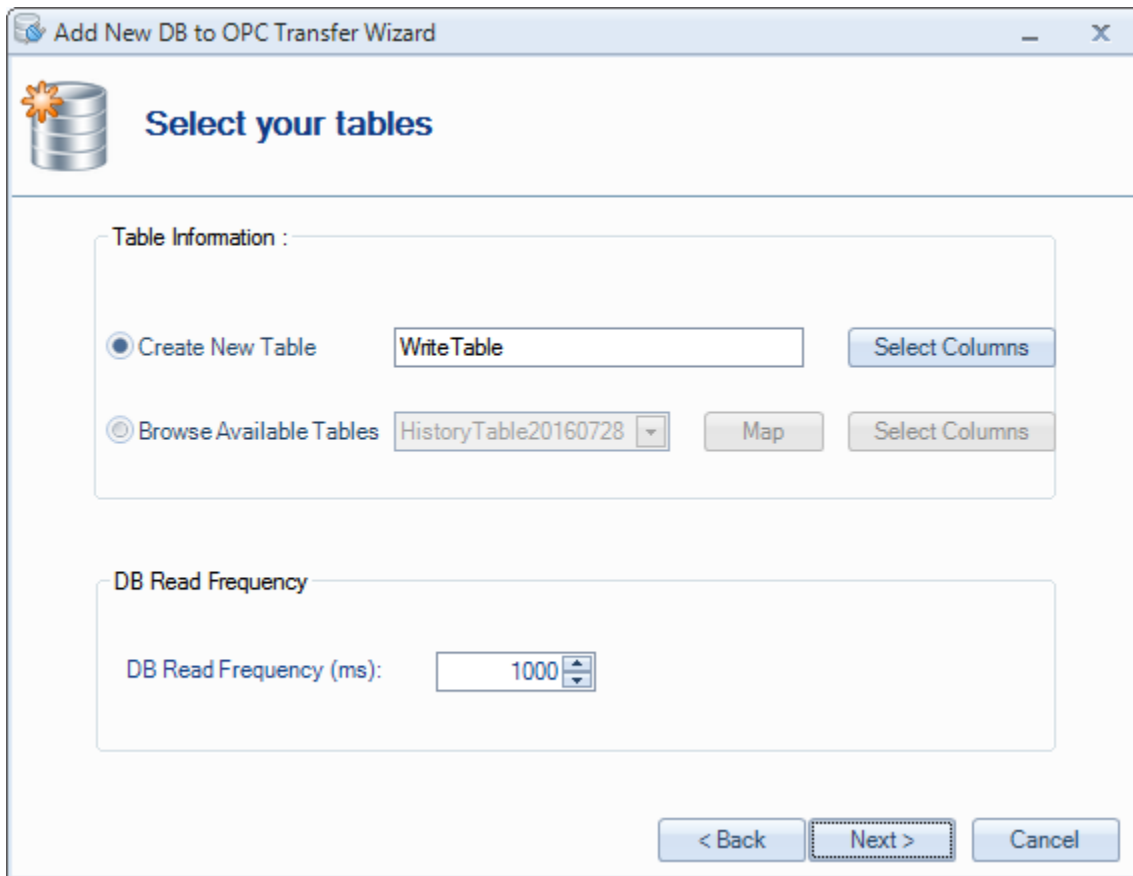 Add New DB to OPC Transfer Wizard
Select your tables
Table Information :
Create New Table WriteTable Select Columns
Browse Available Tables HistoryTable20160728 Map Select Columns
DB Read Frequency
DB Read Frequency (ms): 1000
< Back Next > Cancel